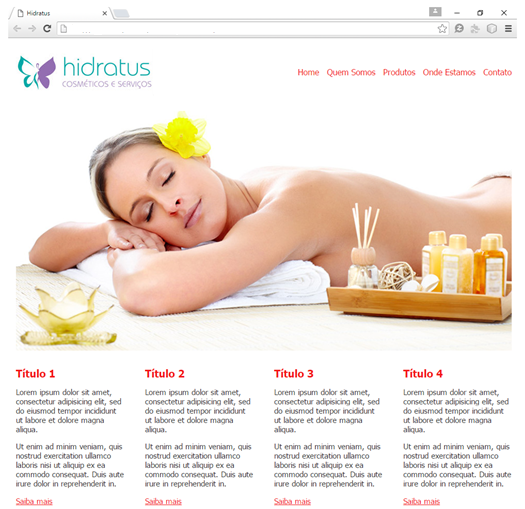 Hidratus
hidratus
COSMÉTICOS E SERVIÇOS
Home Quem Somos Produtos Onde Estamos Contato
Título 1
Lorem ipsum dolor sit amet,
consectetur adipisicing elit, sed
do eiusmod tempor incididunt
ut labore et dolore magna
aliqua.
Ut enim ad minim veniam, quis
nostrud exercitation ullamco
laboris nisi ut aliquip ex ea
commodo consequat. Duis aute
irure dolor in reprehenderit in.
Saiba mais
Título 2
Lorem ipsum dolor sit amet,
consectetur adipisicing elit, sed
do eiusmod tempor incididunt
ut labore et dolore magna
aliqua.
Ut enim ad minim veniam, quis
nostrud exercitation ullamco
laboris nisi ut aliquip ex ea
commodo consequat. Duis aute
irure dolor in reprehenderit in.
Saiba mais
Título 3
Lorem ipsum dolor sit amet,
consectetur adipisicing elit, sed
do eiusmod tempor incididunt
ut labore et dolore magna
aliqua.
Ut enim ad minim veniam, quis
nostrud exercitation ullamco
laboris nisi ut aliquip ex ea
commodo consequat. Duis aute
irure dolor in reprehenderit in.
Saiba mais
Título 4
Lorem ipsum dolor sit amet,
consectetur adipisicing elit, sed
do eiusmod tempor incididunt
ut labore et dolore magna
aliqua.
Ut enim ad minim veniam, quis
nostrud exercitation ullamco
laboris nisi ut aliquip ex ea
commodo consequat. Duis aute
irure dolor in reprehenderit in.
Saiba mais